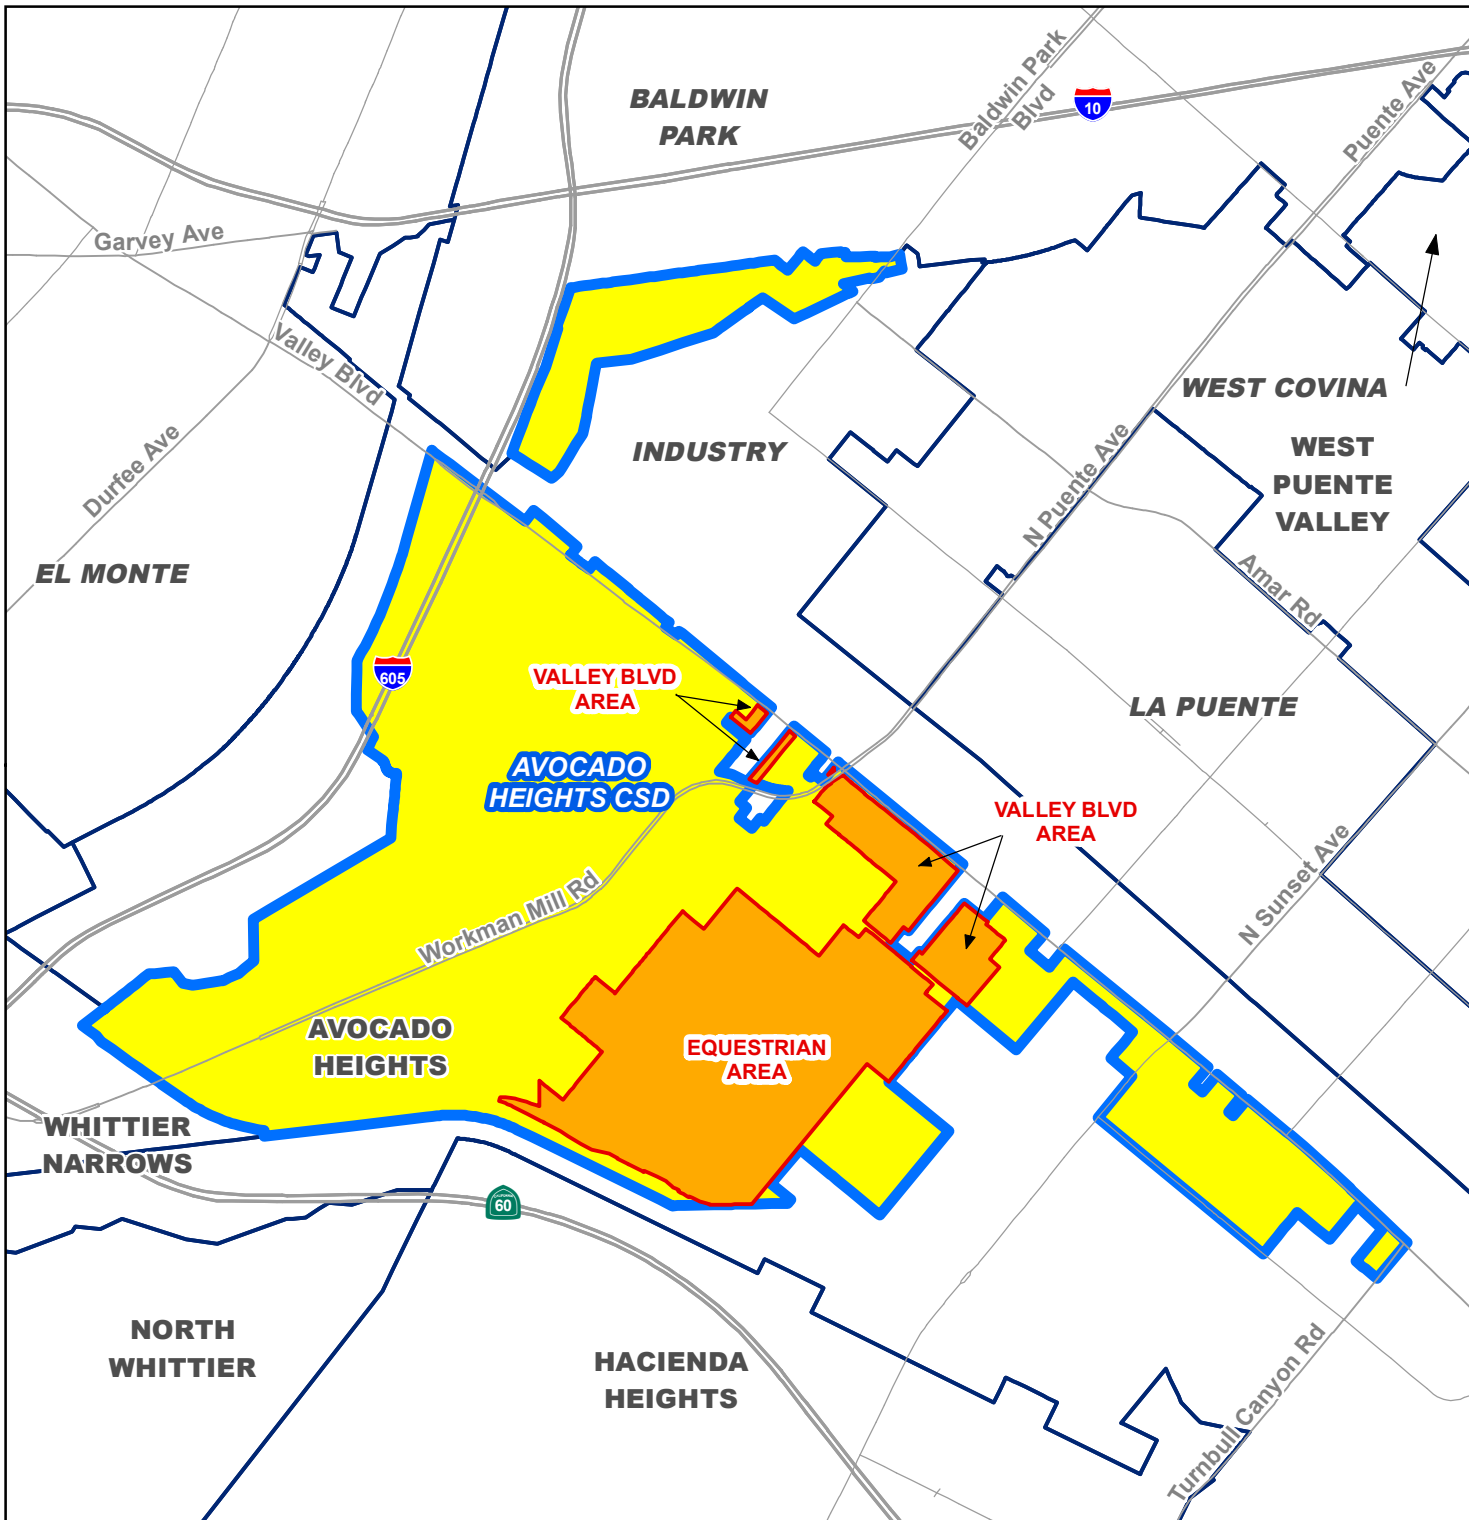 BALDWIN
PARK
Baldwin Park
Blvd
10
Puente Ave
Garvey Ave
Valley Blvd
Durfee Ave
INDUSTRY
WEST COVINA
WEST
PUENTE
VALLEY
N Puente Ave
EL MONTE
Amar Rd
605
VALLEY BLVD
AREA
LA PUENTE
AVOCADO
HEIGHTS CSD
VALLEY BLVD
AREA
N Sunset Ave
Workman Mill Rd
AVOCADO
HEIGHTS
EQUESTRIAN
AREA
WHITTIER
NARROWS
CALIFORNIA
60
NORTH
WHITTIER
HACIENDA
HEIGHTS
Turnbull Canyon Rd